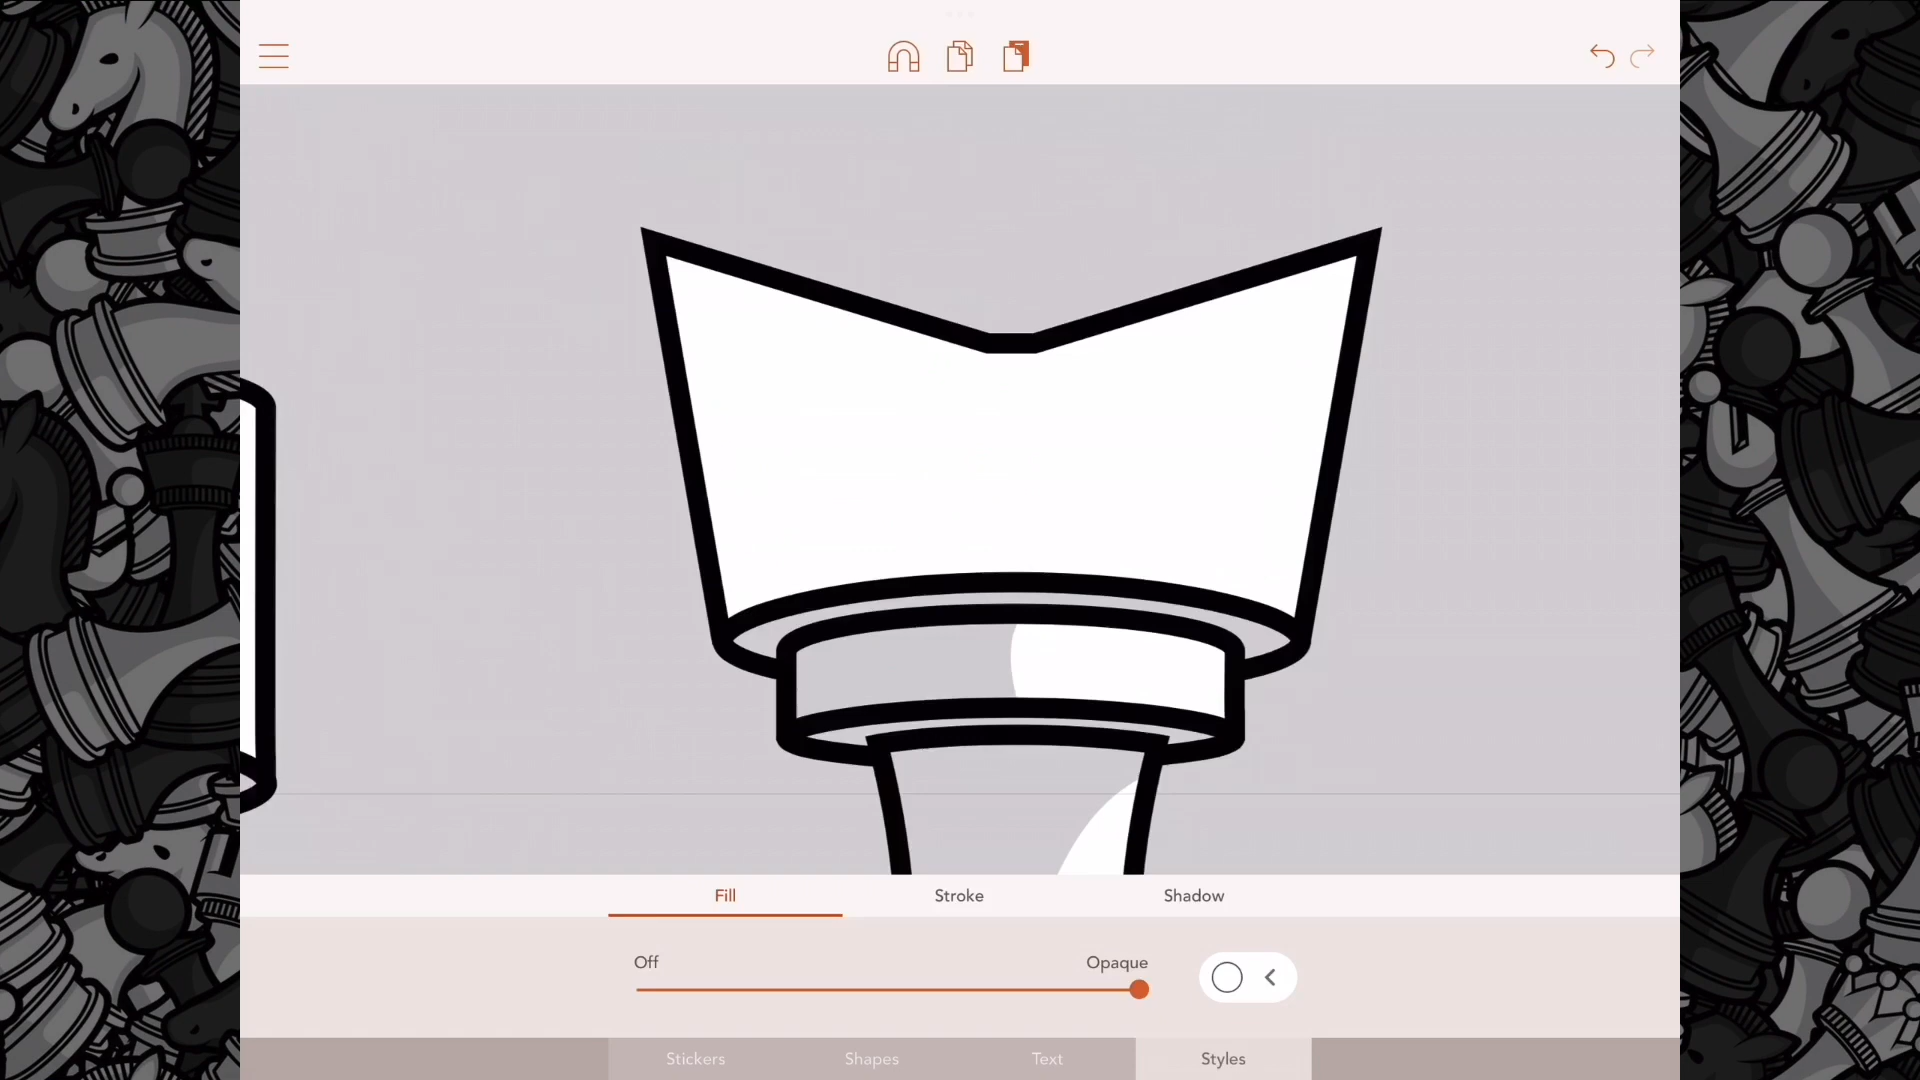 Fill
Stroke
Shadow
Off
Opaque
Stickers
Shapes
Text
Styles